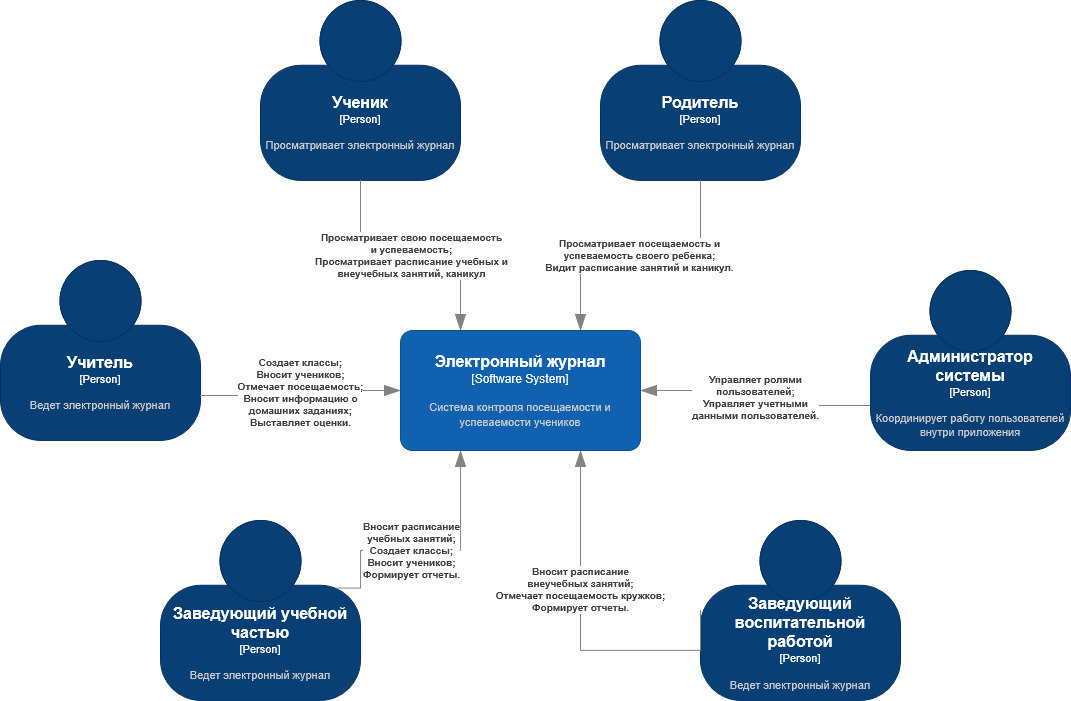 Ученик
[Person]
Просматривает электронный журнал
Родитель
[Person]
Просматривает электронный журнал
Просматривает свою посещаемость
и успеваемость;
Просматривает расписание учебных и
внеучебных занятий, каникул
Просматривает посещаемость и
успеваемость своего ребенка;
Видит расписание занятий и каникул.
Учитель
[Person]
Ведет электронный журнал
Создает классы;
Вносит учеников;
Отмечает посещаемость;
Вносит информацию о
домашних заданиях;
Выставляет оценки.
Электронный журнал
[Software System]
Система контроля посещаемости и
успеваемости учеников
Управляет ролями
пользователей;
Управляет учетными
данными пользователей.
Администратор
системы
[Person]
Координирует работу пользователей
внутри приложения
Вносит расписание
учебных занятий;
Создает классы;
Вносит учеников;
Формирует отчеты.
Вносит расписание
внеучебных занятий;
Отмечает посещаемость кружков;
Формирует отчеты.
Заведующий учебной
частью
[Person]
Ведет электронный журнал
Заведующий
воспитательной
работой
[Person]
Ведет электронный журнал